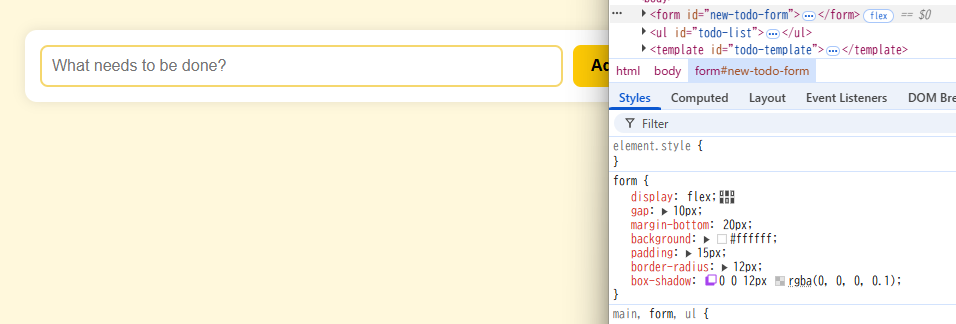 What needs to be done?
Ad
body
<form id="new-todo-form">…</form> flex == $0
<ul id="todo-list">…</ul>
<template id="todo-template">…</template>
html body form#new-todo-form
Styles Computed Layout Event Listeners DOM Bre
Filter
element.style {
}
form {
display: flex;
gap: 10px;
margin-bottom: 20px;
background: #ffffff;
padding: 15px;
border-radius: 12px;
box-shadow: 0 0 12px rgba(0, 0, 0, 0.1);
}
main, form, ul {